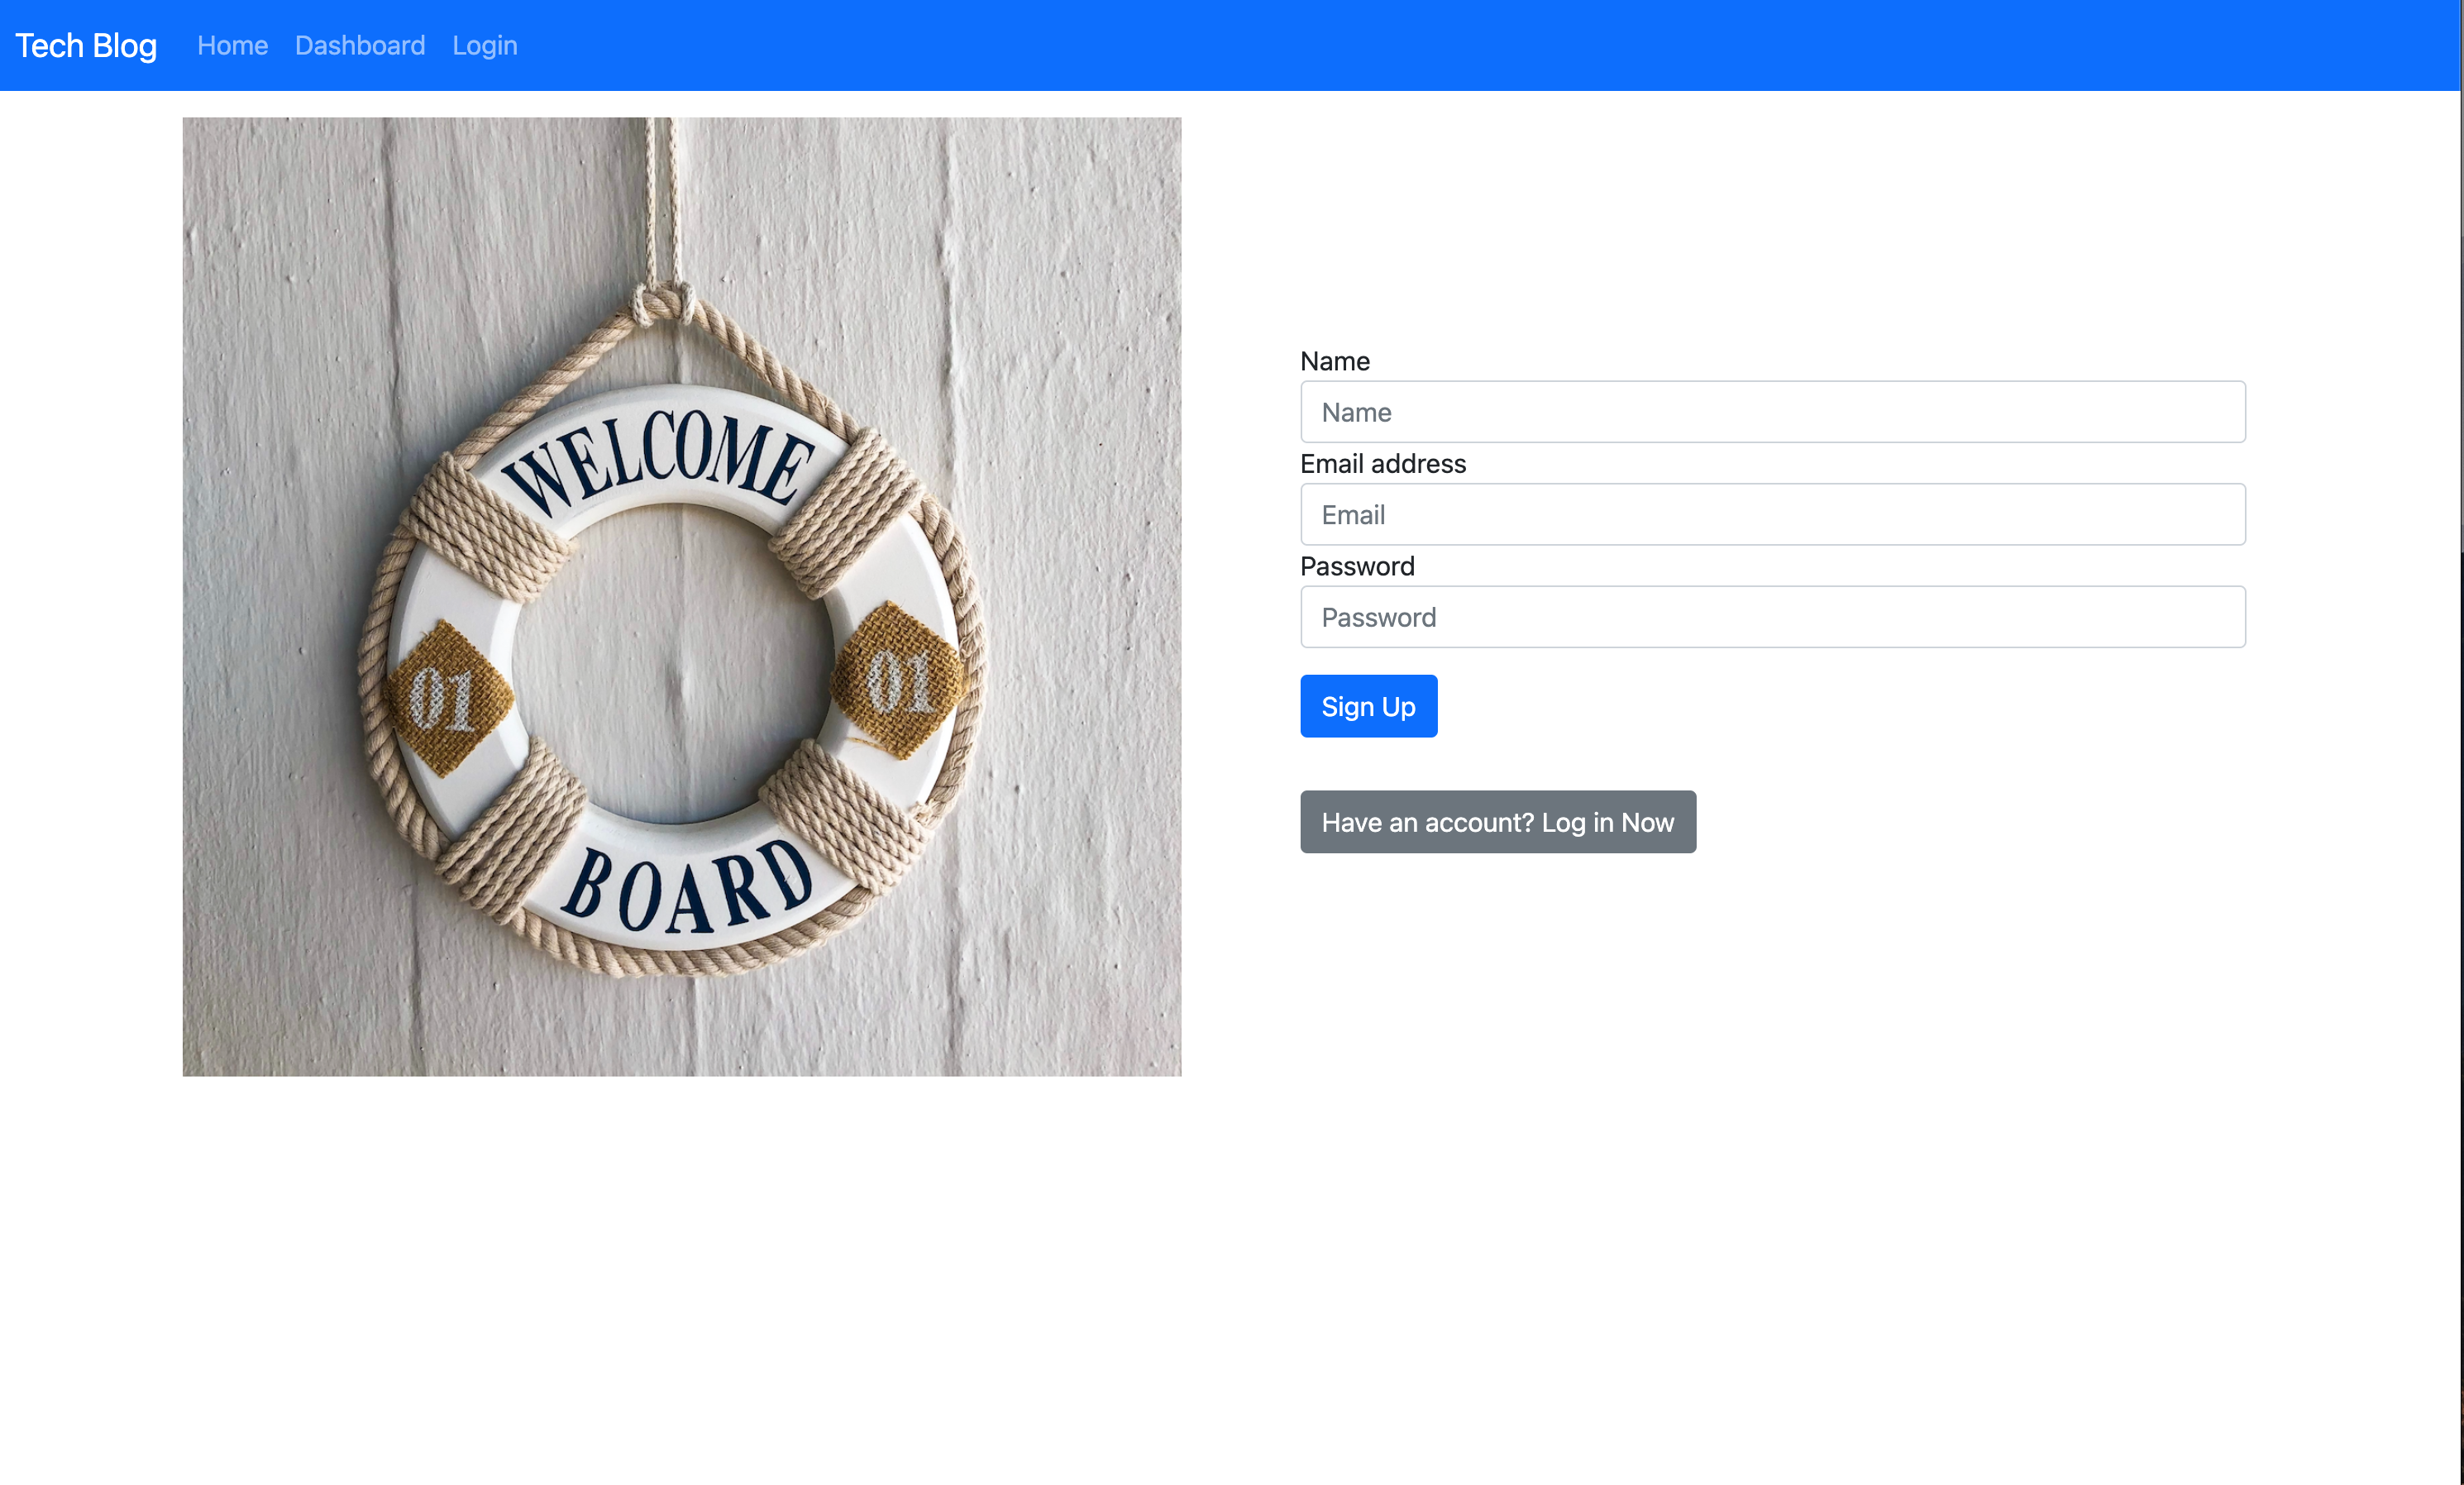 Tech Blog Home Dashboard Login
WELCOME
01 01
BOARD
Name
Name
Email address
Email
Password
Password
Sign Up
Have an account? Log in Now